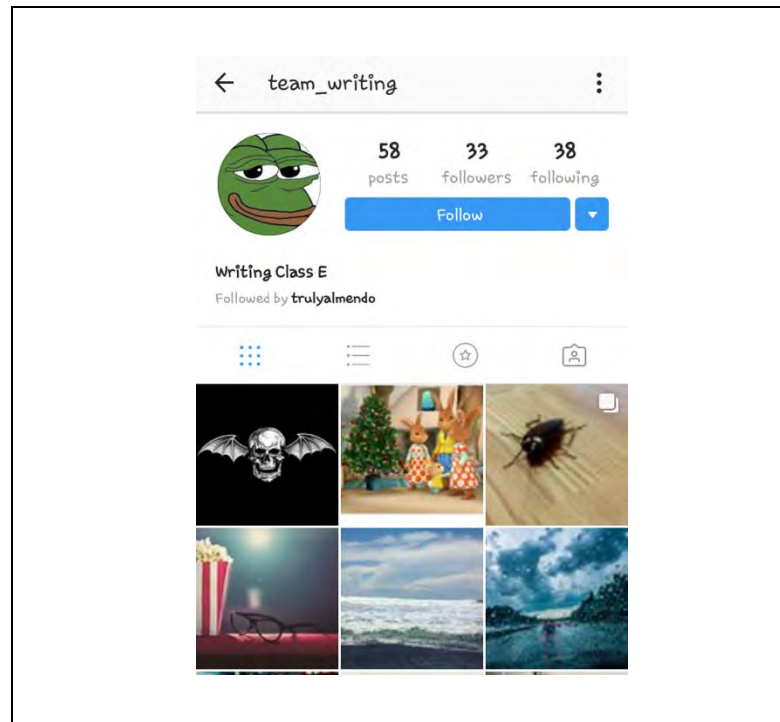 team_writing
58 33 38
posts followers following
Follow
Writing Class E
Followed by trulyalmendo